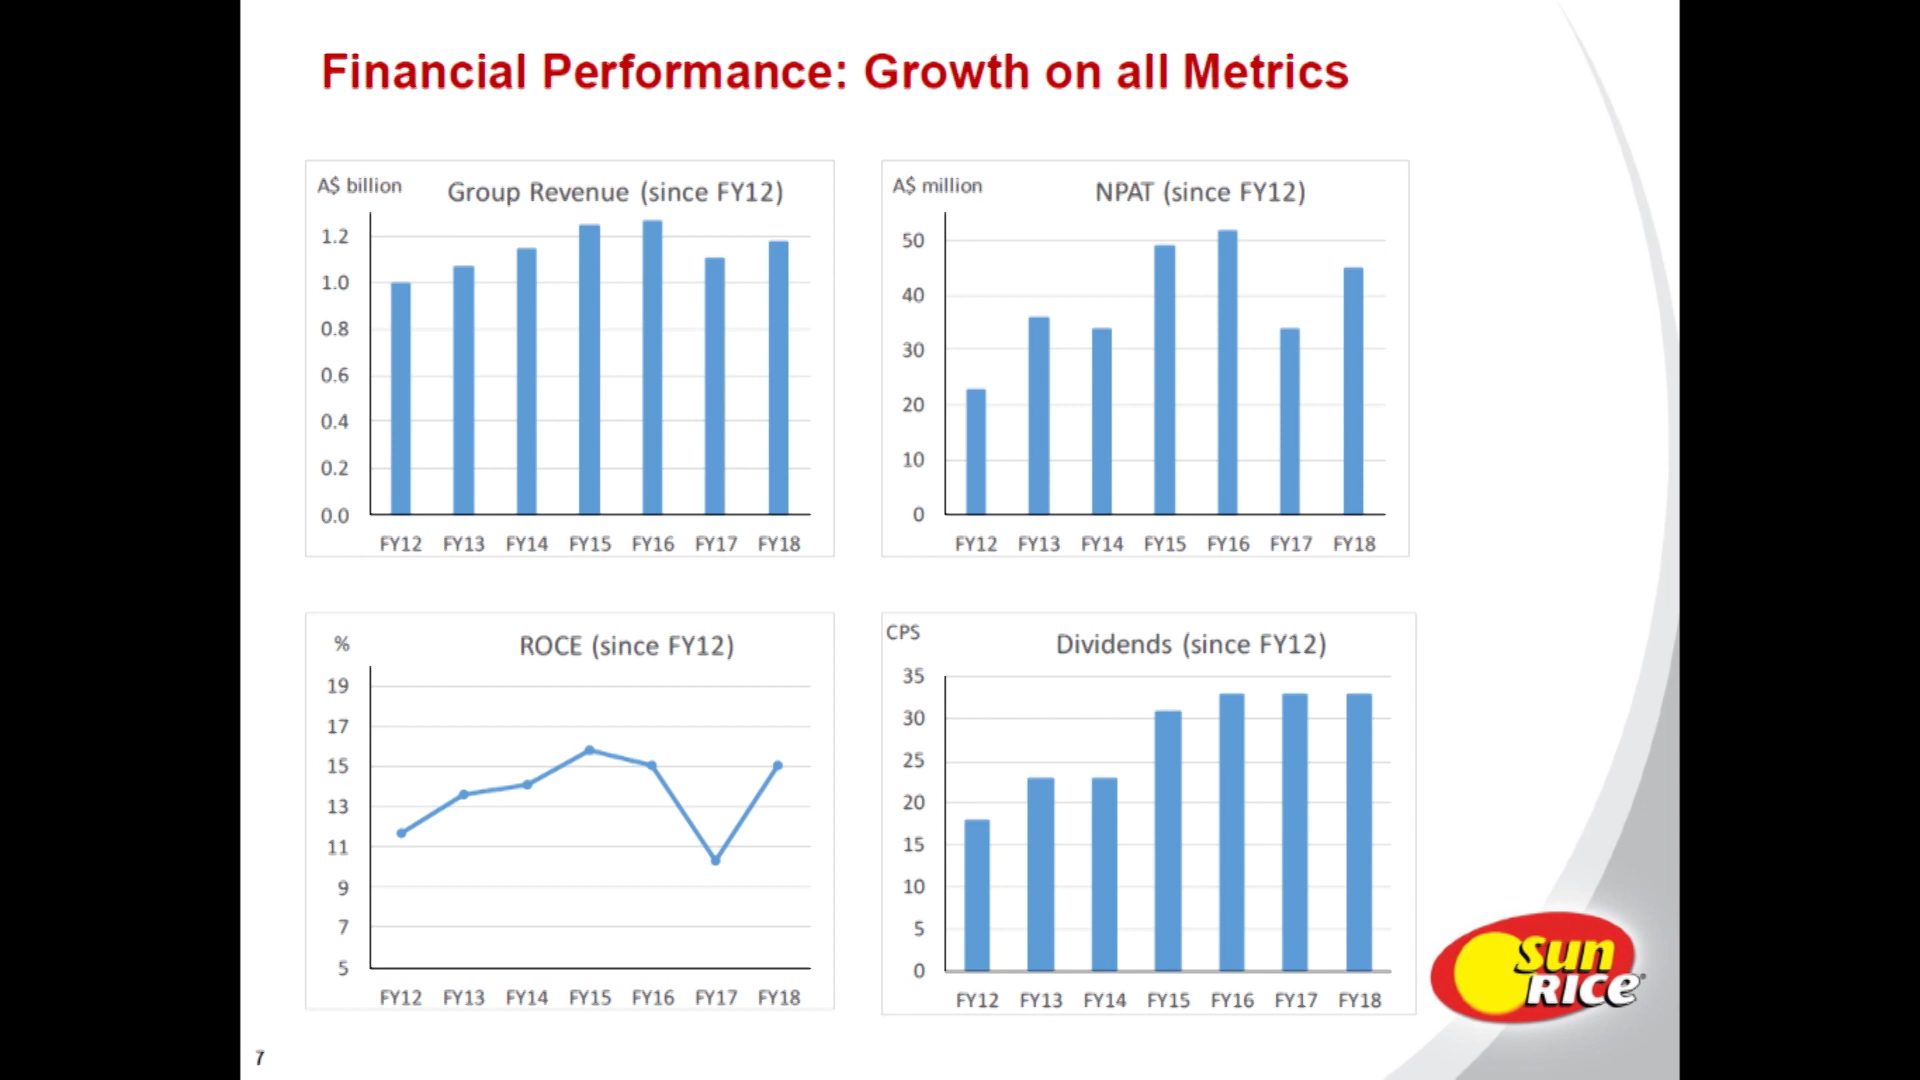 Financial Performance: Growth on all Metrics
A$ billion
Group Revenue (since FY12)
1.2
1.0
0.8
0.6
0.4
0.2
0.0
FY12 FY13 FY14 FY15 FY16 FY17 FY18
A$ million
NPAT (since FY12)
50
40
30
20
10
0
FY12 FY13 FY14 FY15 FY16 FY17 FY18
%
ROCE (since FY12)
19
17
15
13
11
9
7
5
FY12 FY13 FY14 FY15 FY16 FY17 FY18
CPS
Dividends (since FY12)
35
30
25
20
15
10
5
0
FY12 FY13 FY14 FY15 FY16 FY17 FY18
Sun
RICe
7